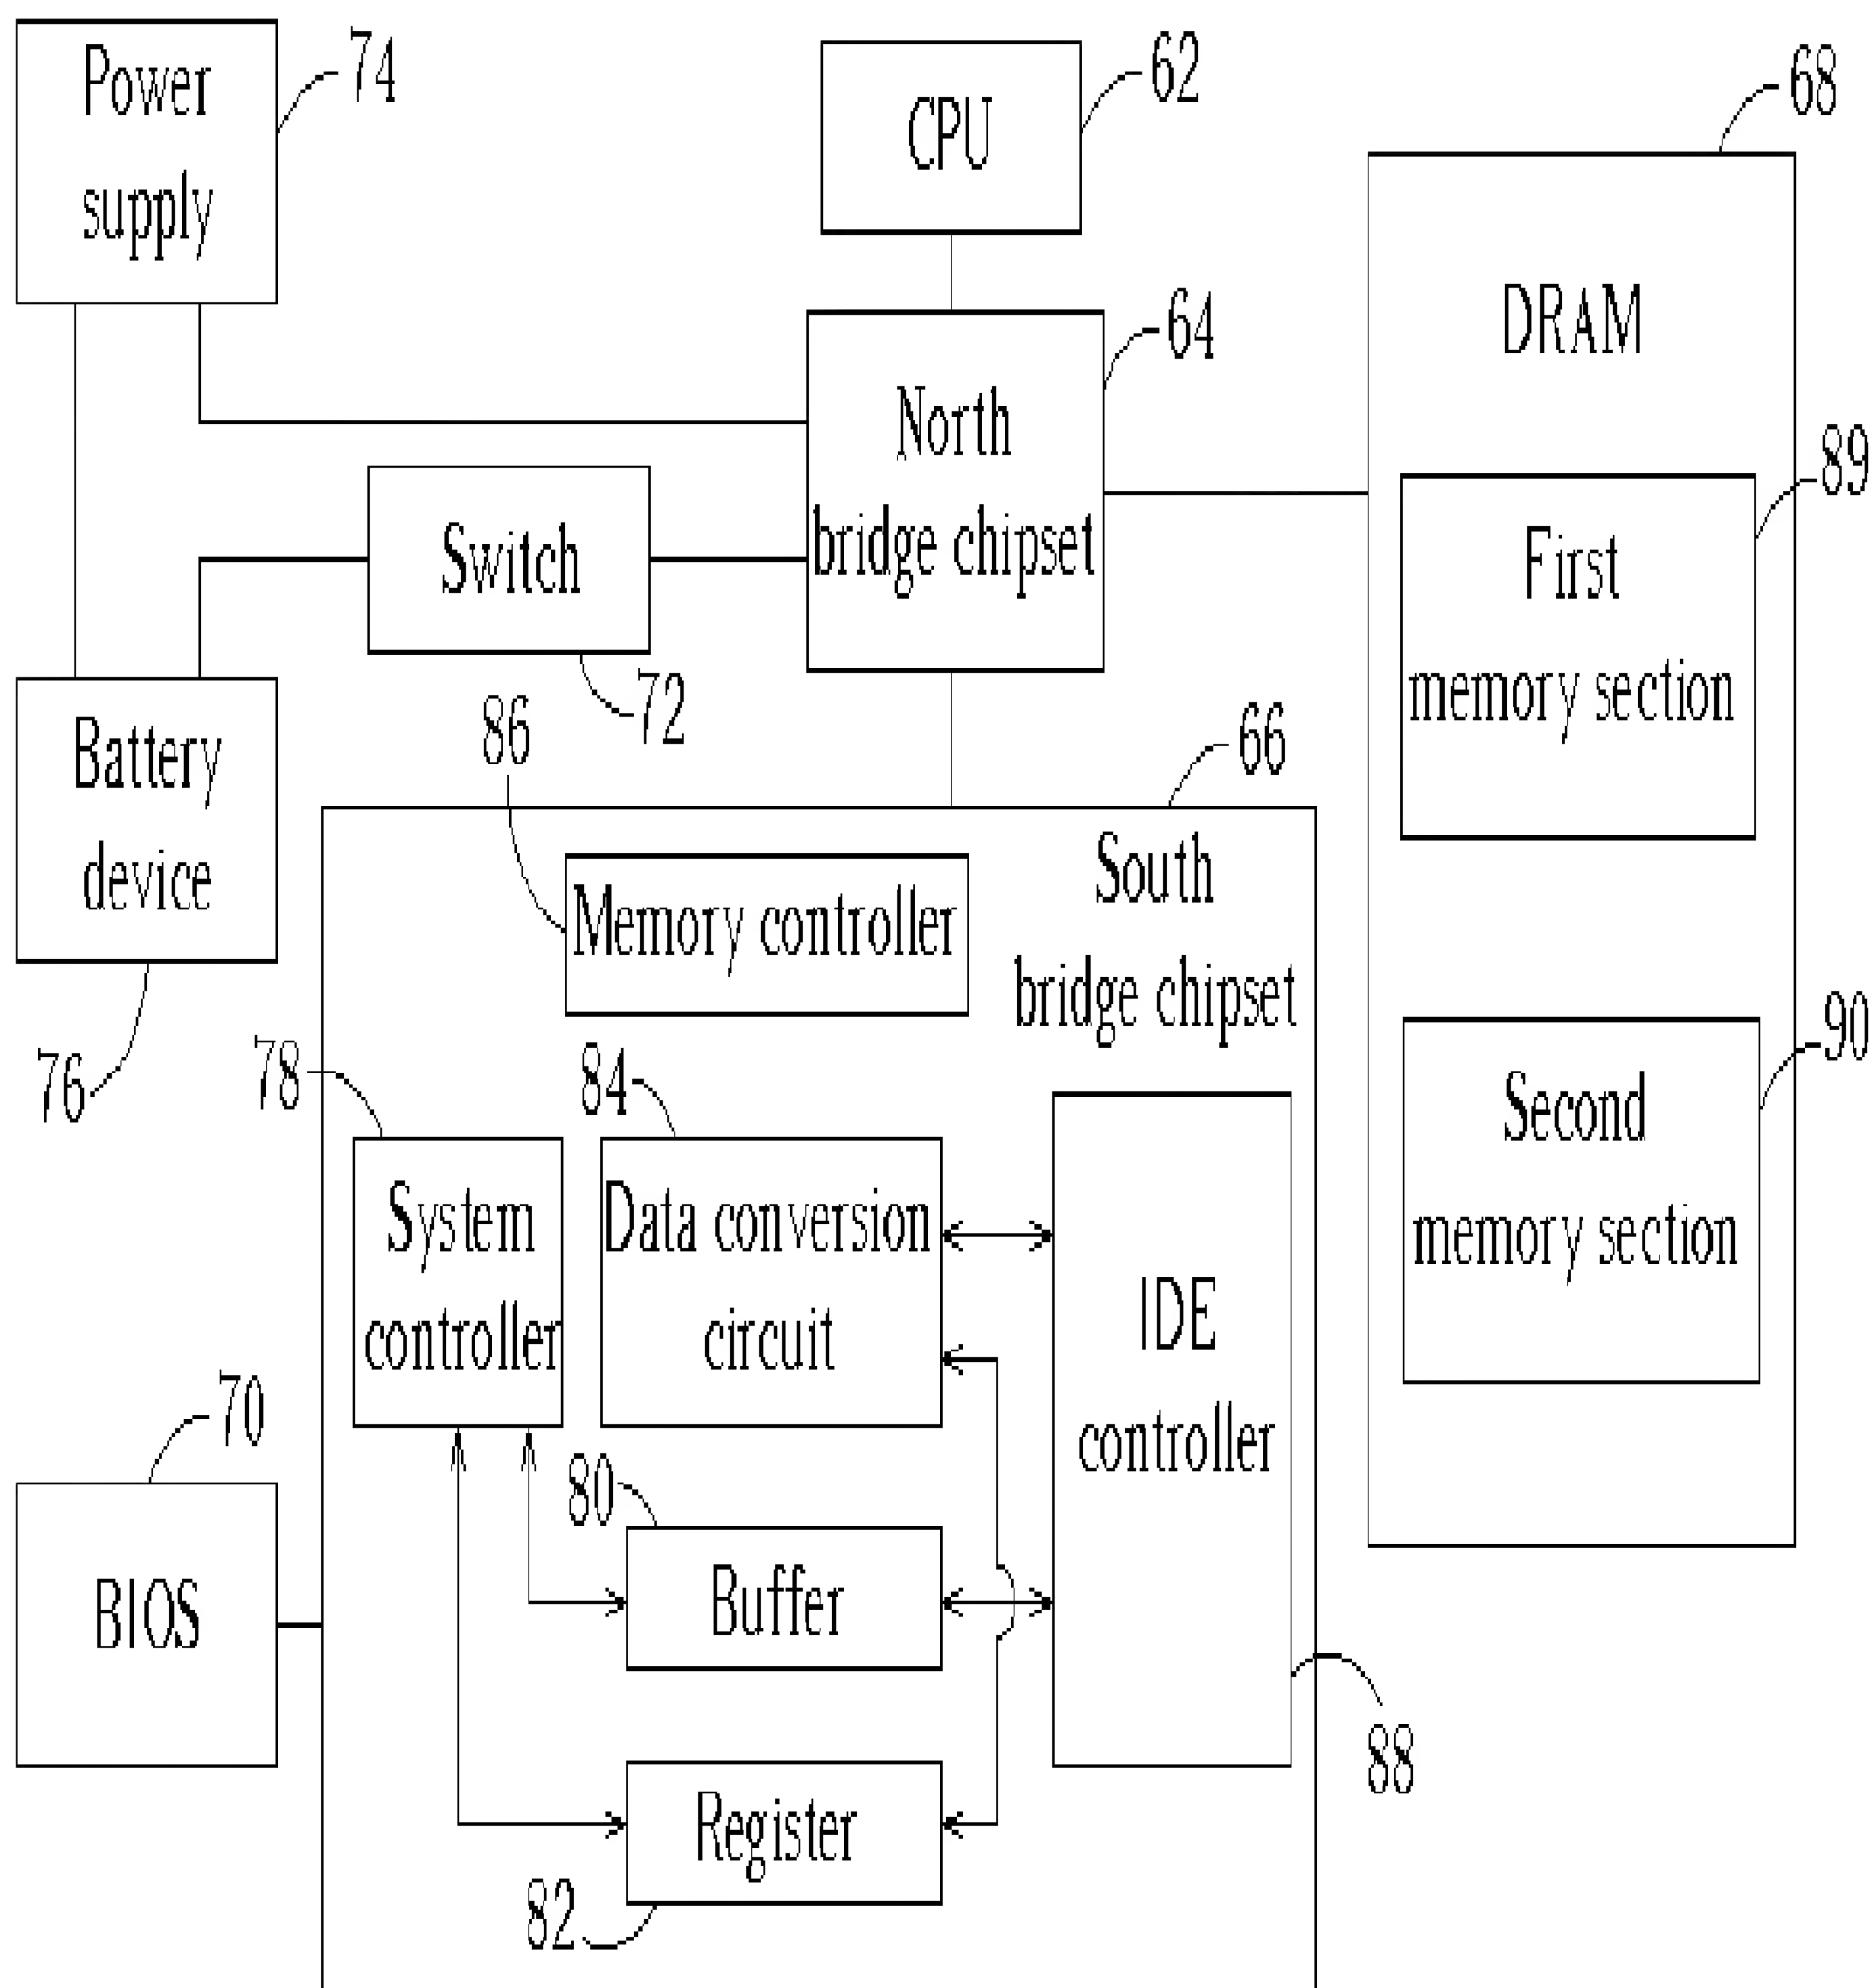 Power
supply
74
CPU
62
68
DRAM
64
North
bridge chipset
89
First
memory section
Switch
72
Battery
device
76
86
66
Memory controller
South
bridge chipset
90
Second
memory section
78
84
System
controller
Data conversion
circuit
IDE
controller
70
BIOS
80
Buffer
88
Register
82